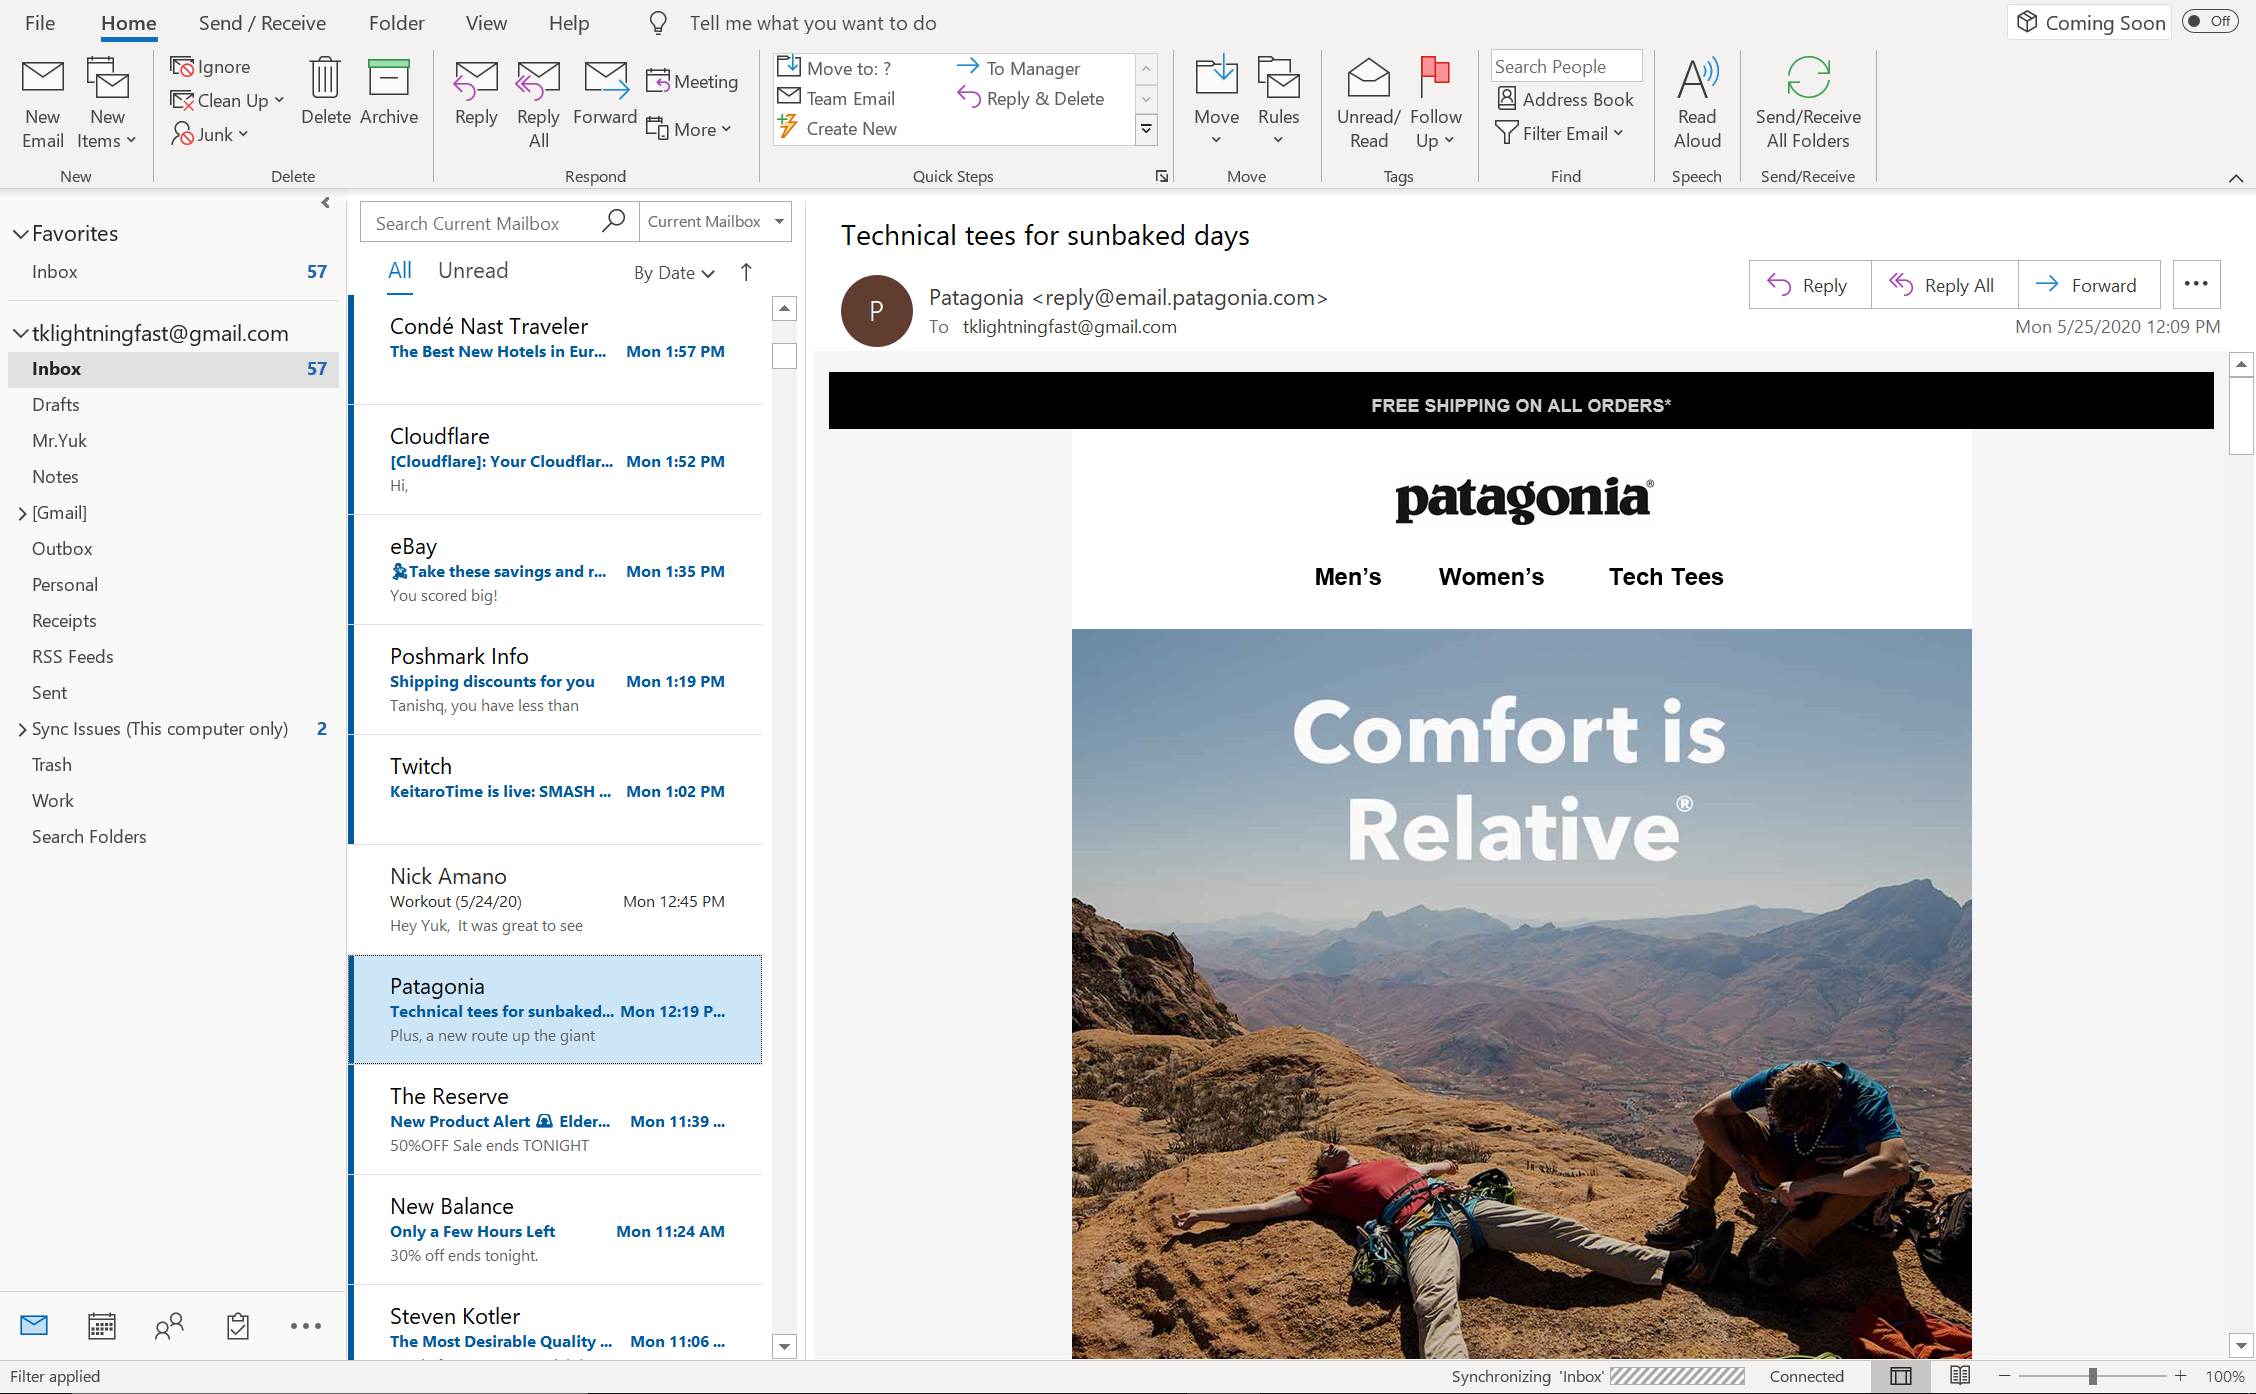 File Home Send / Receive Folder View Help Tell me what you want to do Coming Soon Off
New Email
New Items
New
Ignore
Clean Up
Junk
Delete
Archive
Delete
Reply
Reply All
Forward
Meeting
More
Respond
Move to: ? To Manager
Team Email Reply & Delete
Create New
Quick Steps
Move
Rules
Move
Unread/ Read
Follow Up
Tags
Search People
Address Book
Filter Email
Find
Read Aloud
Speech
Send/Receive All Folders
Send/Receive
Favorites
Inbox 57
tklightningfast@gmail.com
Inbox 57
Drafts
Mr.Yuk
Notes
[Gmail]
Outbox
Personal
Receipts
RSS Feeds
Sent
Sync Issues (This computer only) 2
Trash
Work
Search Folders
Search Current Mailbox Current Mailbox
All Unread By Date
Condé Nast Traveler
The Best New Hotels in Eur... Mon 1:57 PM
Cloudflare
[Cloudflare]: Your Cloudflar... Mon 1:52 PM
Hi,
eBay
Take these savings and r... Mon 1:35 PM
You scored big!
Poshmark Info
Shipping discounts for you Mon 1:19 PM
Tanishq, you have less than
Twitch
KeitaroTime is live: SMASH ... Mon 1:02 PM
Nick Amano
Workout (5/24/20) Mon 12:45 PM
Hey Yuk, It was great to see
Patagonia
Technical tees for sunbaked... Mon 12:19 P...
Plus, a new route up the giant
The Reserve
New Product Alert Elder... Mon 11:39 ...
50%OFF Sale ends TONIGHT
New Balance
Only a Few Hours Left Mon 11:24 AM
30% off ends tonight.
Steven Kotler
The Most Desirable Quality ... Mon 11:06 ...
Technical tees for sunbaked days
P
Patagonia <reply@email.patagonia.com>
To tklightningfast@gmail.com
Reply Reply All Forward
Mon 5/25/2020 12:09 PM
FREE SHIPPING ON ALL ORDERS*
patagonia®
Men’s Women’s Tech Tees
Comfort is
Relative®
Filter applied Synchronizing 'Inbox' Connected 100%